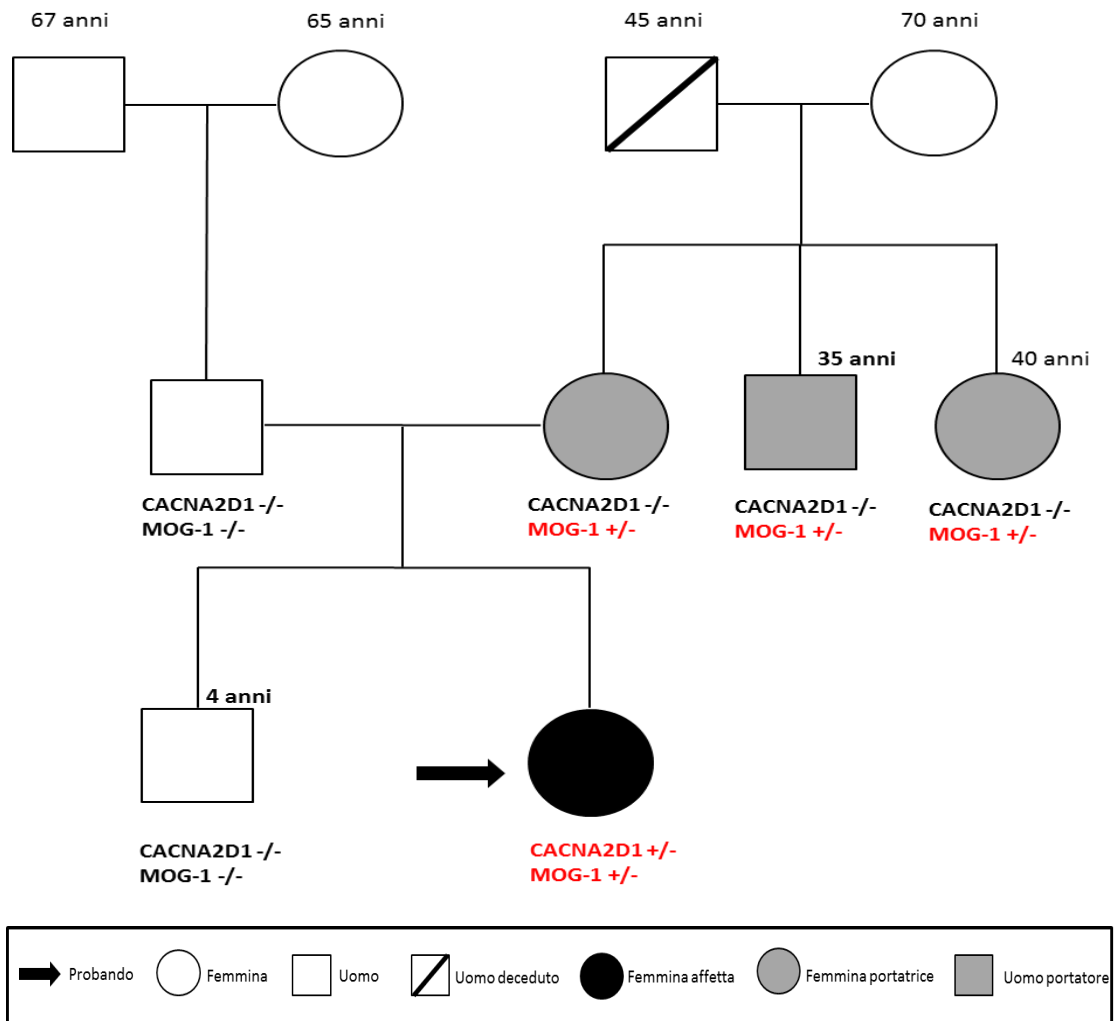 67 anni
65 anni
45 anni
70 anni
35 anni
40 anni
CACNA2D1 -/-
MOG-1 -/-
CACNA2D1 -/-
MOG-1 +/-
CACNA2D1 -/-
MOG-1 +/-
CACNA2D1 -/-
MOG-1 +/-
4 anni
CACNA2D1 -/-
MOG-1 -/-
CACNA2D1 +/-
MOG-1 +/-
Probando
Femmina
Uomo
Uomo deceduto
Femmina affetta
Femmina portatrice
Uomo portatore